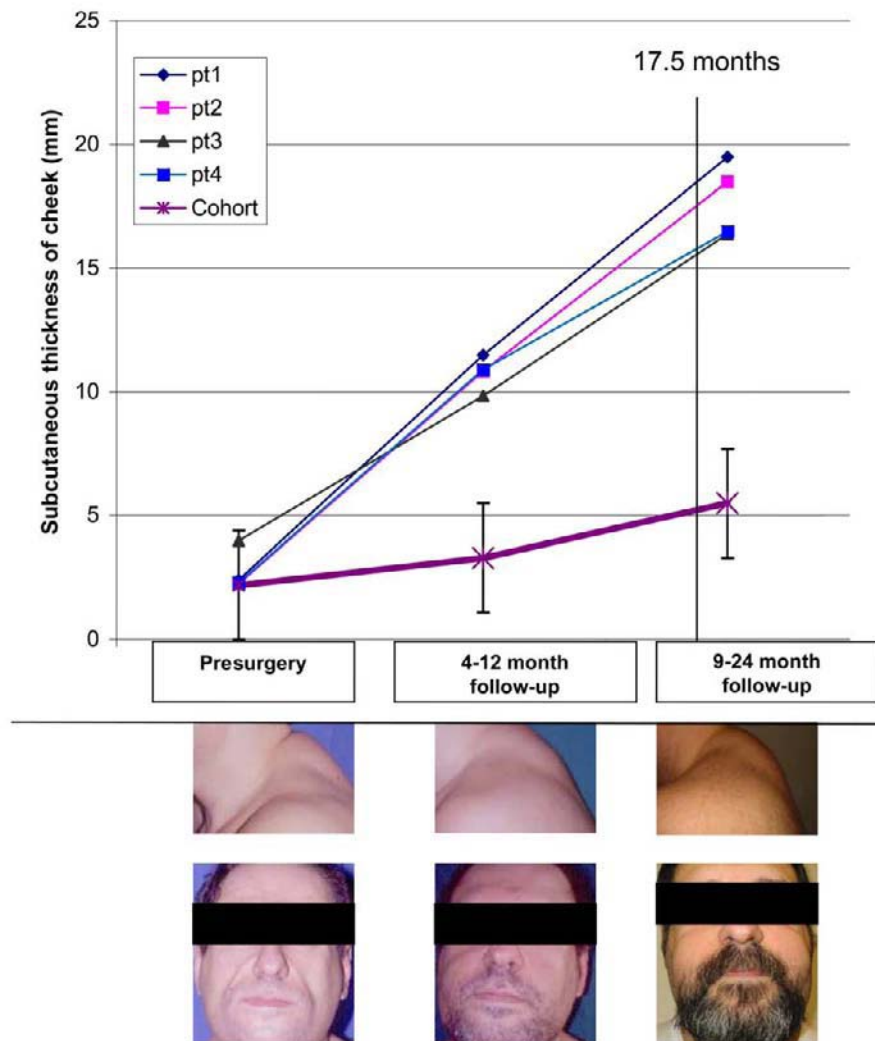 25
20
15
10
5
0
Subcutaneous thickness of cheek (mm)
pt1
pt2
pt3
pt4
Cohort
17.5 months
Presurgery
4-12 month
follow-up
9-24 month
follow-up